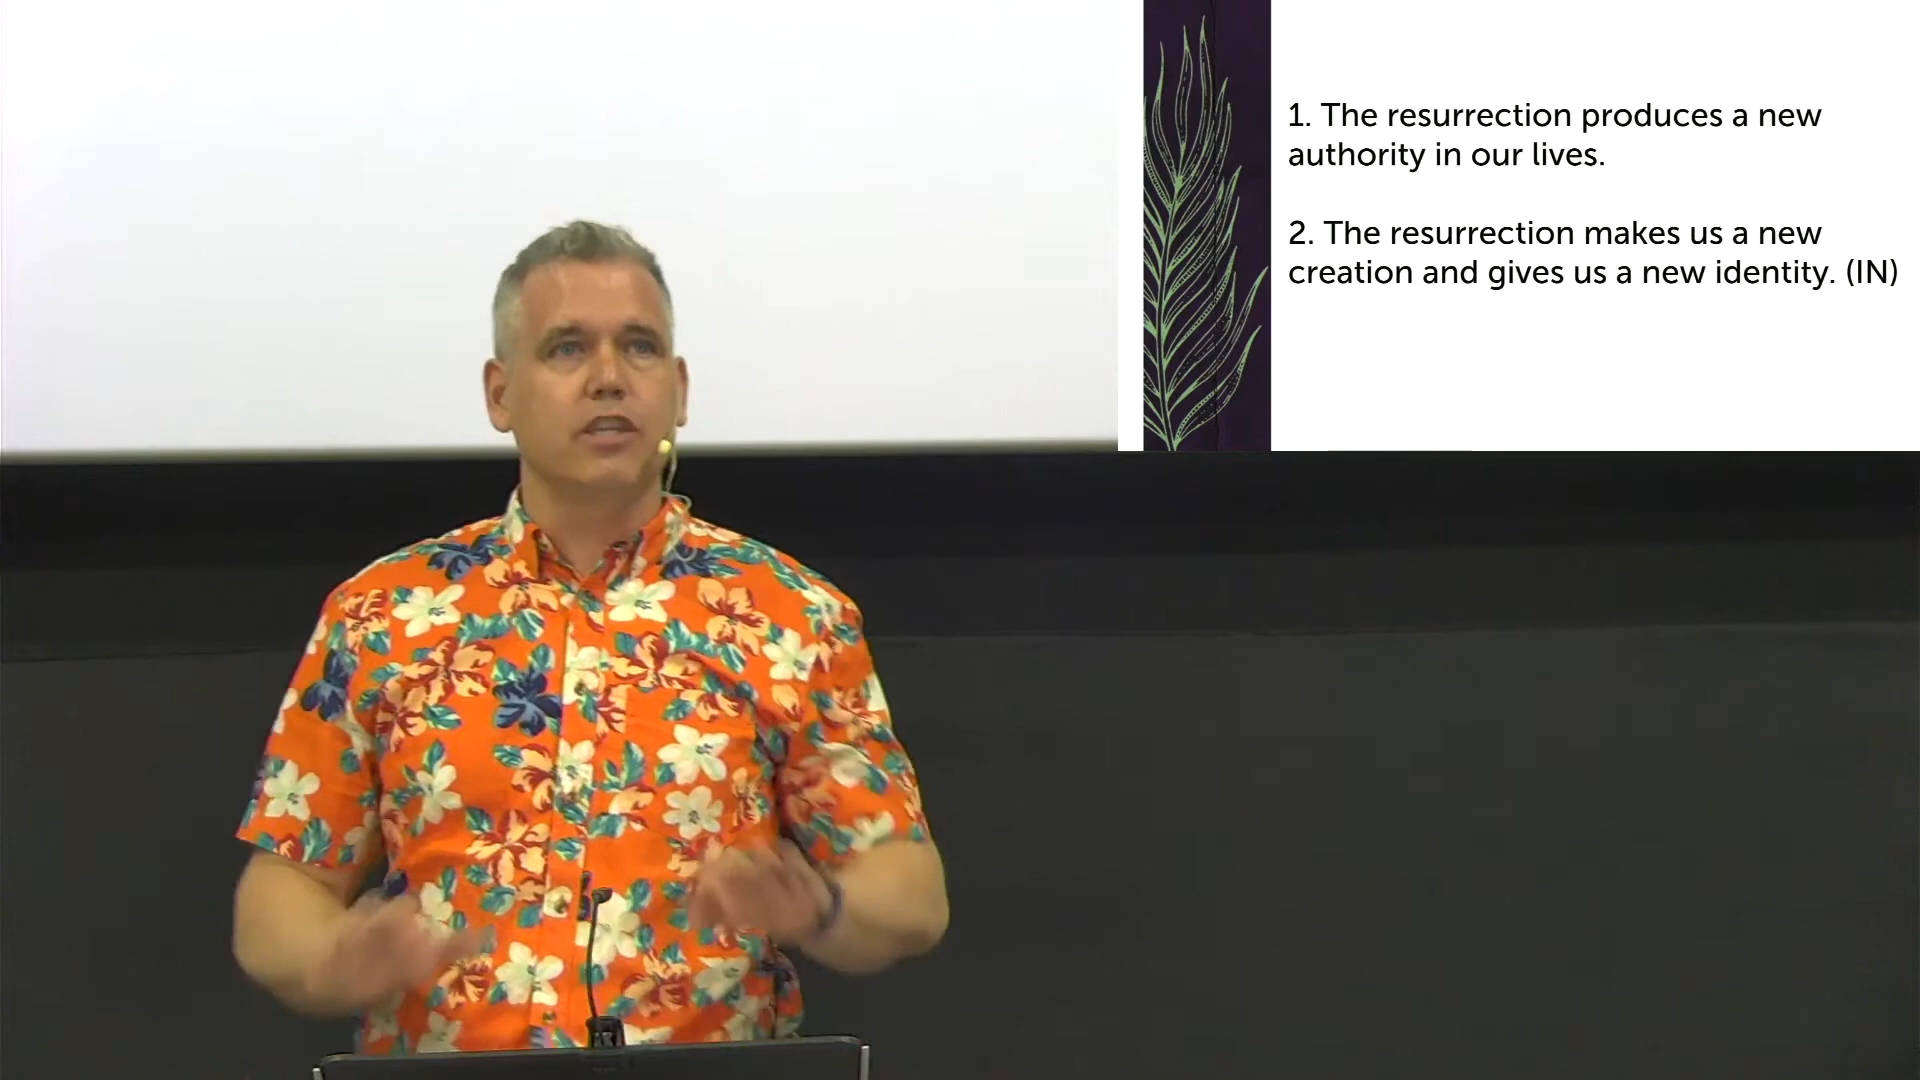 1. The resurrection produces a new
authority in our lives.
2. The resurrection makes us a new
creation and gives us a new identity. (IN)